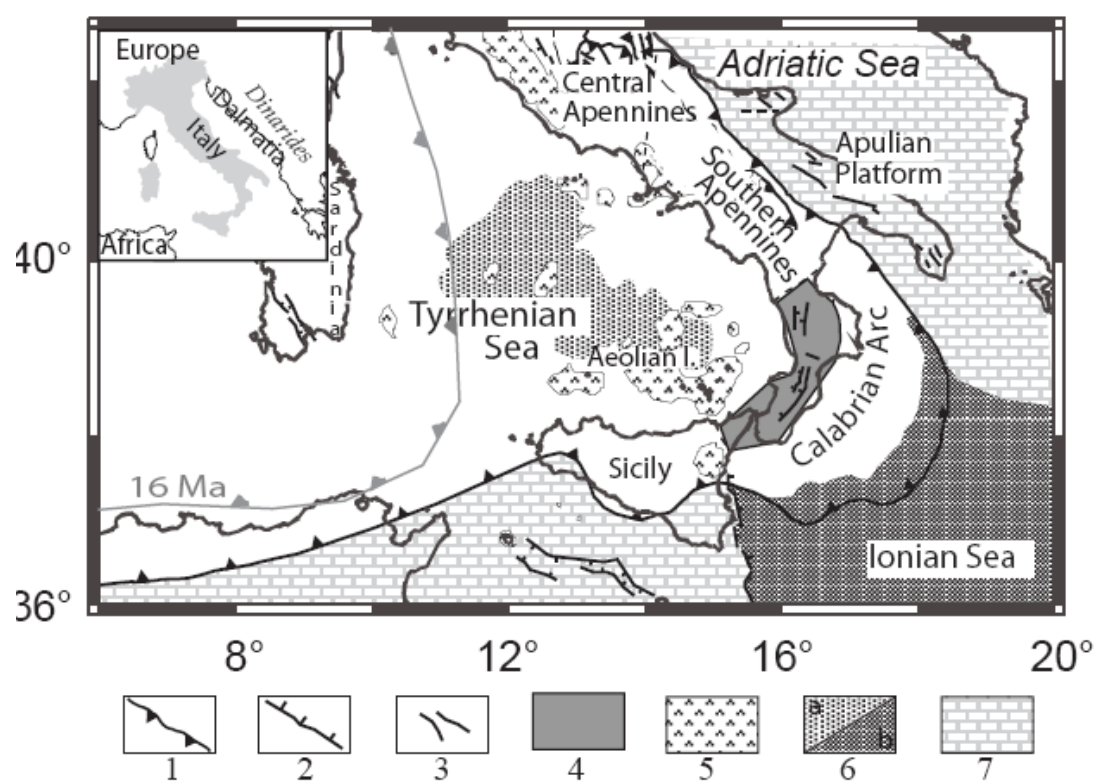 Europe
Dinarides
Dalmatia
Italy
Africa
Sardinia
Central
Apennines
Adriatic Sea
Apulian
Platform
Southern
Apennines
40°
Tyrrhenian
Sea
Aeolian I.
Calabrian Arc
Sicily
16 Ma
Ionian Sea
36°
8°
12°
16°
20°
a
b
1
2
3
4
5
6
7